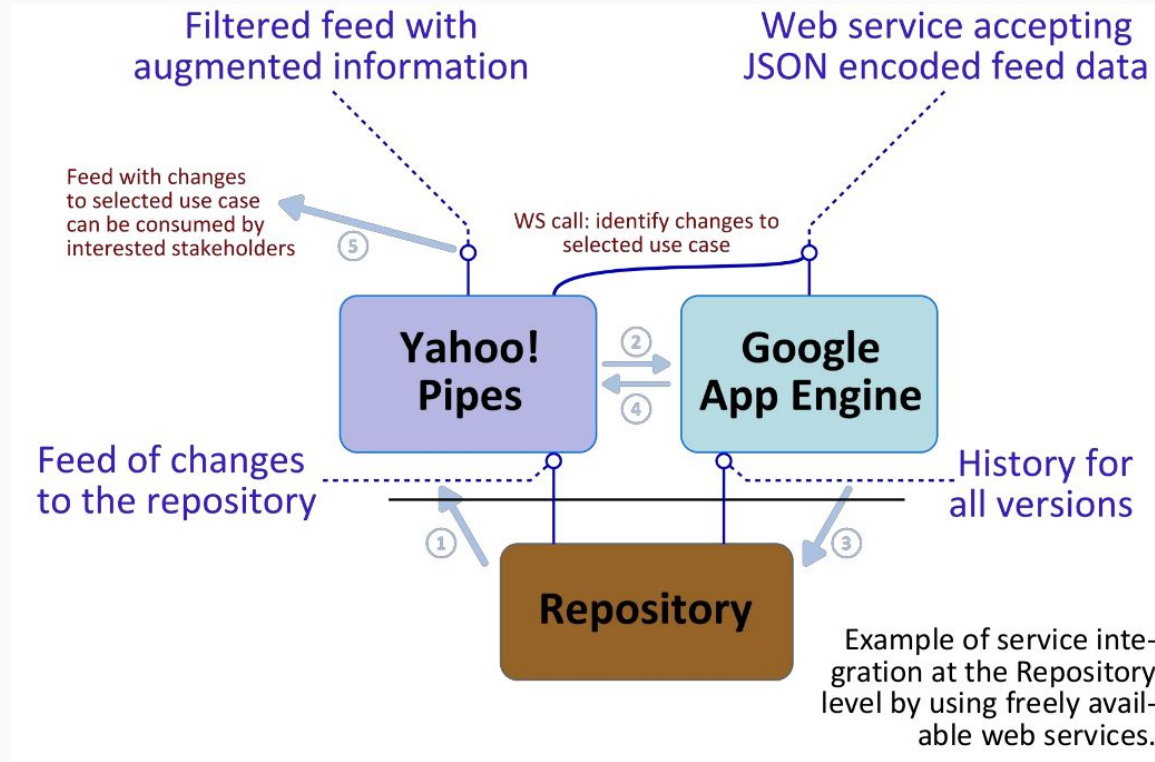 Filtered feed with
augmented information
Web service accepting
JSON encoded feed data
Feed with changes
to selected use case
can be consumed by
interested stakeholders
5
WS call: identify changes to
selected use case
Yahoo!
Pipes
2
4
Google
App Engine
Feed of changes
to the repository
History for
all versions
1
3
Repository
Example of service inte-
gration at the Repository
level by using freely avail-
able web services.